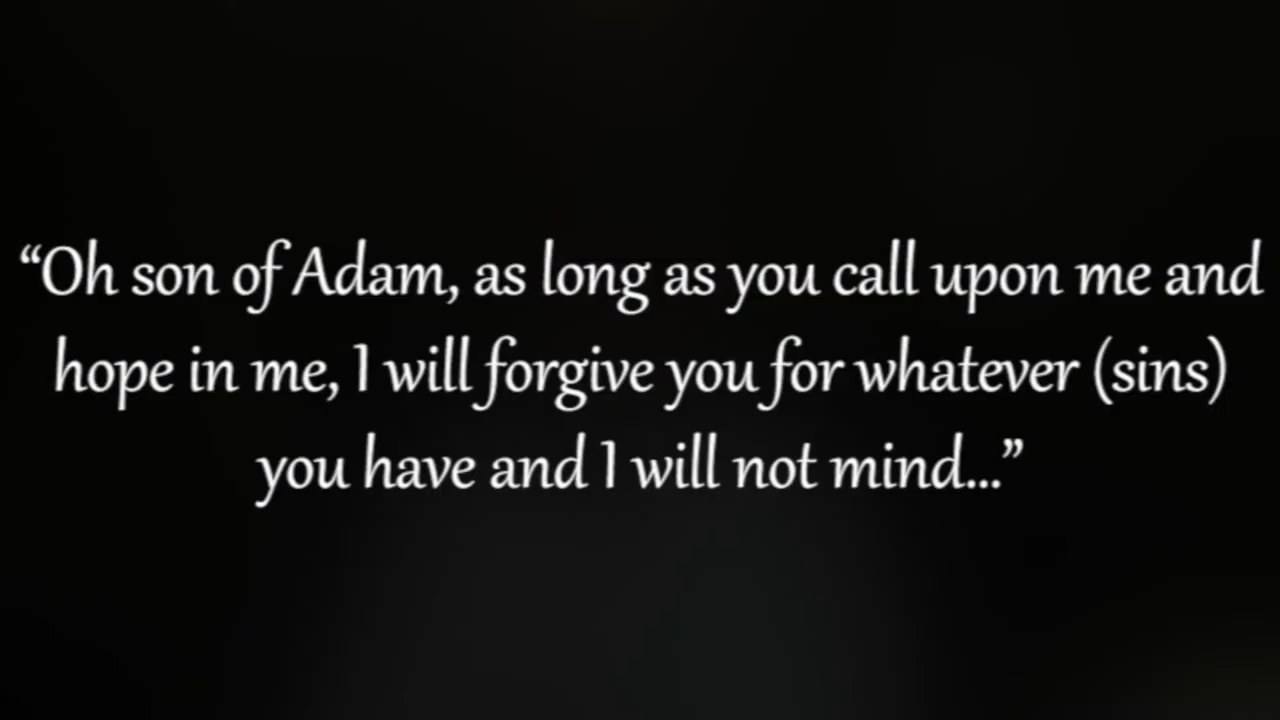 “Oh son of Adam, as long as you call upon me and
hope in me, I will forgive you for whatever (sins)
you have and I will not mind...”